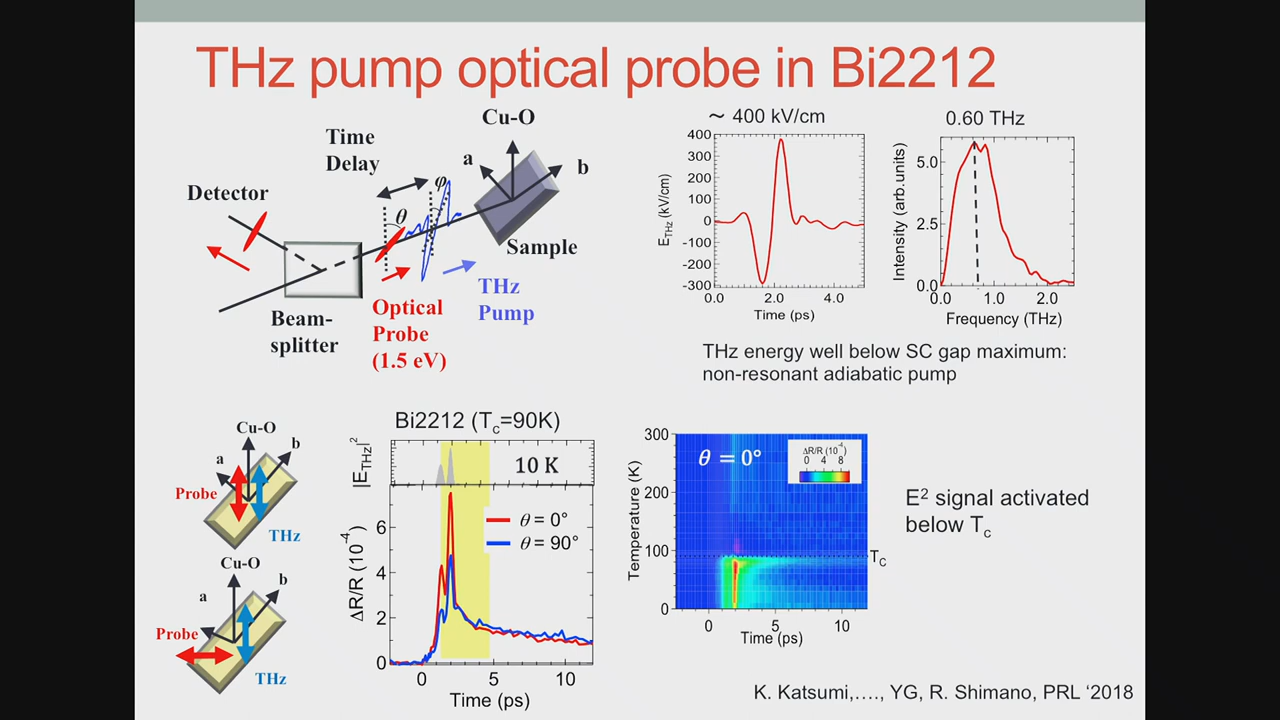 THz pump optical probe in Bi2212
Time
Delay
Cu-O
a
b
φ
θ
Detector
Sample
THz
Pump
Optical
Probe
(1.5 eV)
Beam-
splitter
~ 400 kV/cm
400
300
200
100
0
-100
-200
-300
E_THz (kV/cm)
0.0 2.0 4.0
Time (ps)
0.60 THz
Intensity (arb.units)
5.0
2.5
0.0
0.0 1.0 2.0
Frequency (THz)
THz energy well below SC gap maximum:
non-resonant adiabatic pump
Cu-O
a
b
Probe
THz
Cu-O
a
b
Probe
THz
Bi2212 (Tc=90K)
|E_THz|²
10 K
θ = 0°
θ = 90°
ΔR/R (10⁻⁴)
6
4
2
0
0 5 10
Time (ps)
300
200
100
0
Temperature (K)
θ = 0°
ΔR/R (10⁻⁴)
0 4 8
Tc
0 5 10
Time (ps)
E² signal activated
below Tc
K. Katsumi,…., YG, R. Shimano, PRL ‘2018